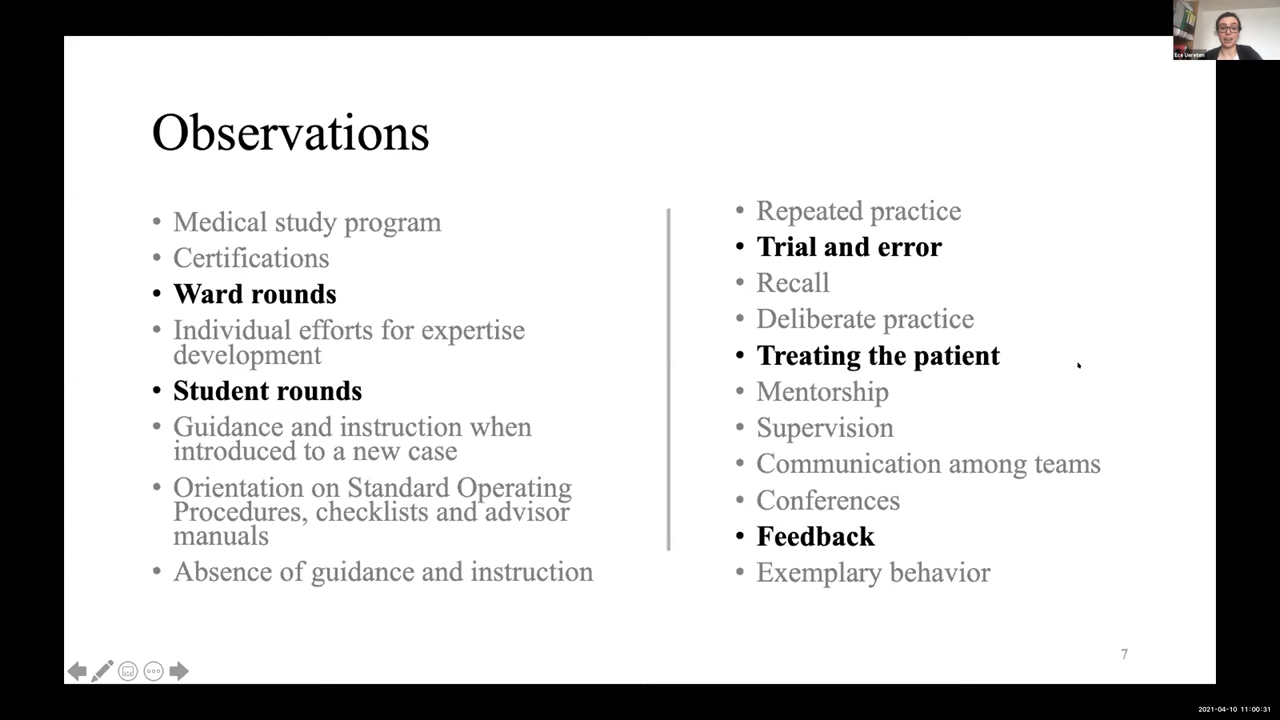 Observations
• Medical study program
• Certifications
• Ward rounds
• Individual efforts for expertise
development
• Student rounds
• Guidance and instruction when
introduced to a new case
• Orientation on Standard Operating
Procedures, checklists and advisor
manuals
• Absence of guidance and instruction
• Repeated practice
• Trial and error
• Recall
• Deliberate practice
• Treating the patient
• Mentorship
• Supervision
• Communication among teams
• Conferences
• Feedback
• Exemplary behavior
7
Ece Uereten
2021-04-10 11:00:31